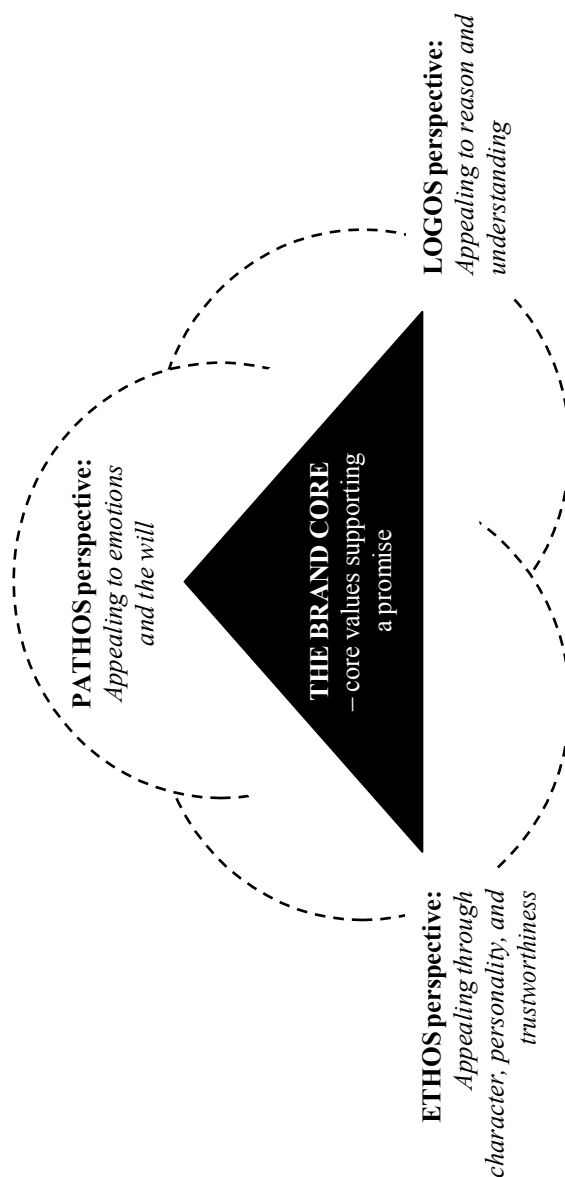 PATHOS perspective:
Appealing to emotions
and the will
THE BRAND CORE
– core values supporting
a promise
ETHOS perspective:
Appealing through
character, personality, and
trustworthiness
LOGOS perspective:
Appealing to reason and
understanding